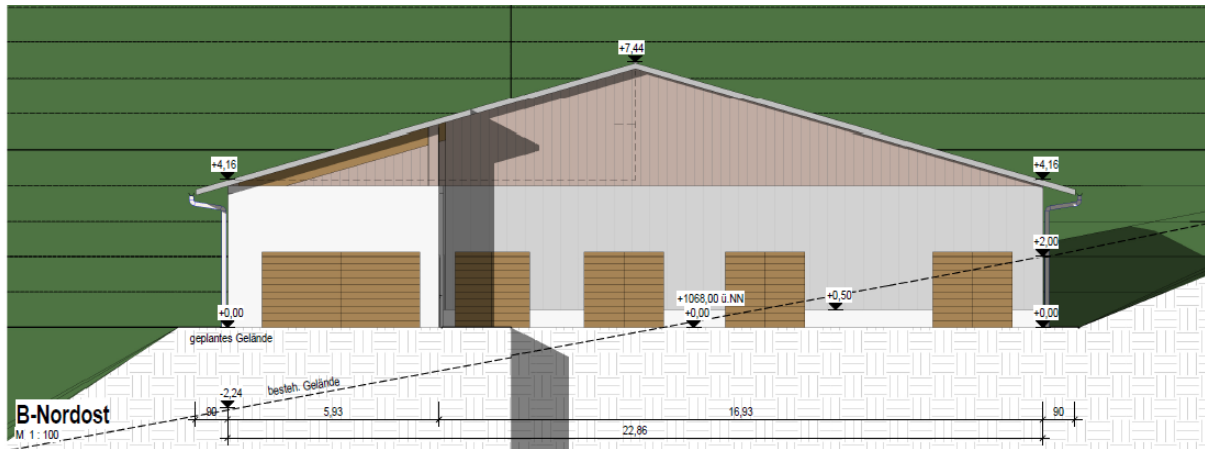 +7,44
+4,16
+4,16
+2,00
+1068,00 ü.NN
+0,50
+0,00
+0,00
+0,00
geplantes Gelände
besteh. Gelände
-2,24
B-Nordost
M 1 : 100
90
5,93
16,93
90
22,86